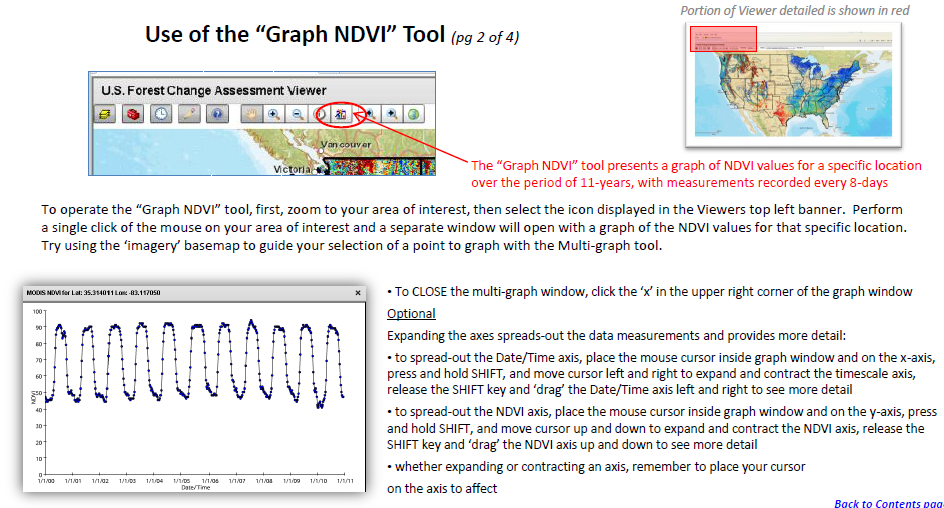 Portion of Viewer detailed is shown in red
Use of the “Graph NDVI” Tool (pg 2 of 4)
U.S. Forest Change Assessment Viewer
Vancouver
Victoria
The “Graph NDVI” tool presents a graph of NDVI values for a specific location
over the period of 11-years, with measurements recorded every 8-days
To operate the “Graph NDVI” tool, first, zoom to your area of interest, then select the icon displayed in the Viewers top left banner. Perform
a single click of the mouse on your area of interest and a separate window will open with a graph of the NDVI values for that specific location.
Try using the ‘imagery’ basemap to guide your selection of a point to graph with the Multi-graph tool.
MODIS NDVI for Lat: 35.314011 Lon: -83.117050
x
100
90
80
70
60
50
40
30
20
10
0
NDVI
1/1/00 1/1/01 1/1/02 1/1/03 1/1/04 1/1/05 1/1/06 1/1/07 1/1/08 1/1/09 1/1/10 1/1/11
Date/Time
• To CLOSE the multi-graph window, click the ‘x’ in the upper right corner of the graph window
Optional
Expanding the axes spreads-out the data measurements and provides more detail:
• to spread-out the Date/Time axis, place the mouse cursor inside graph window and on the x-axis,
press and hold SHIFT, and move cursor left and right to expand and contract the timescale axis,
release the SHIFT key and ‘drag’ the Date/Time axis left and right to see more detail
• to spread-out the NDVI axis, place the mouse cursor inside graph window and on the y-axis, press
and hold SHIFT, and move cursor up and down to expand and contract the NDVI axis, release the
SHIFT key and ‘drag’ the NDVI axis up and down to see more detail
• whether expanding or contracting an axis, remember to place your cursor
on the axis to affect
Back to Contents pag